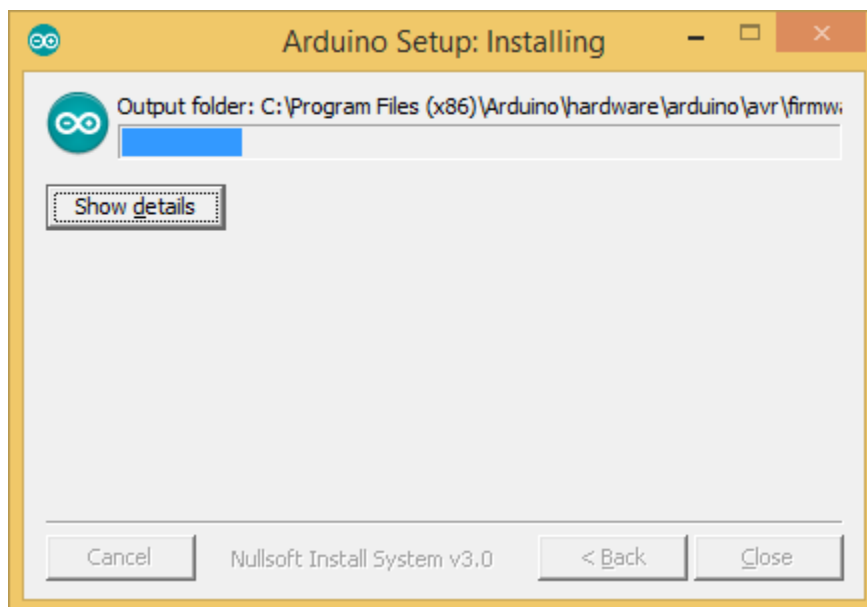 Arduino Setup: Installing
Output folder: C:\Program Files (x86)\Arduino\hardware\arduino\avr\firmwa
Show details
Cancel Nullsoft Install System v3.0 < Back Close